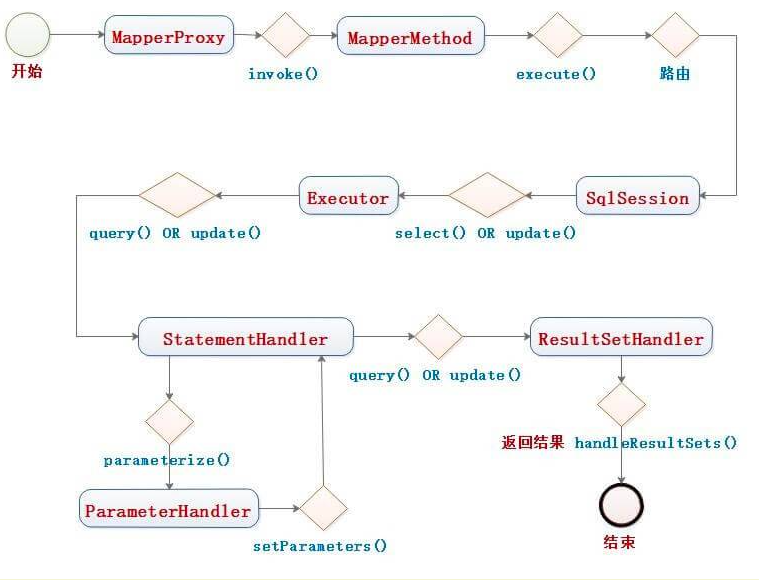 MapperProxy
MapperMethod
开始
invoke()
execute()
路由
Executor
SqlSession
query() OR update()
select() OR update()
StatementHandler
ResultSetHandler
query() OR update()
返回结果 handleResultSets()
parameterize()
ParameterHandler
setParameters()
结束